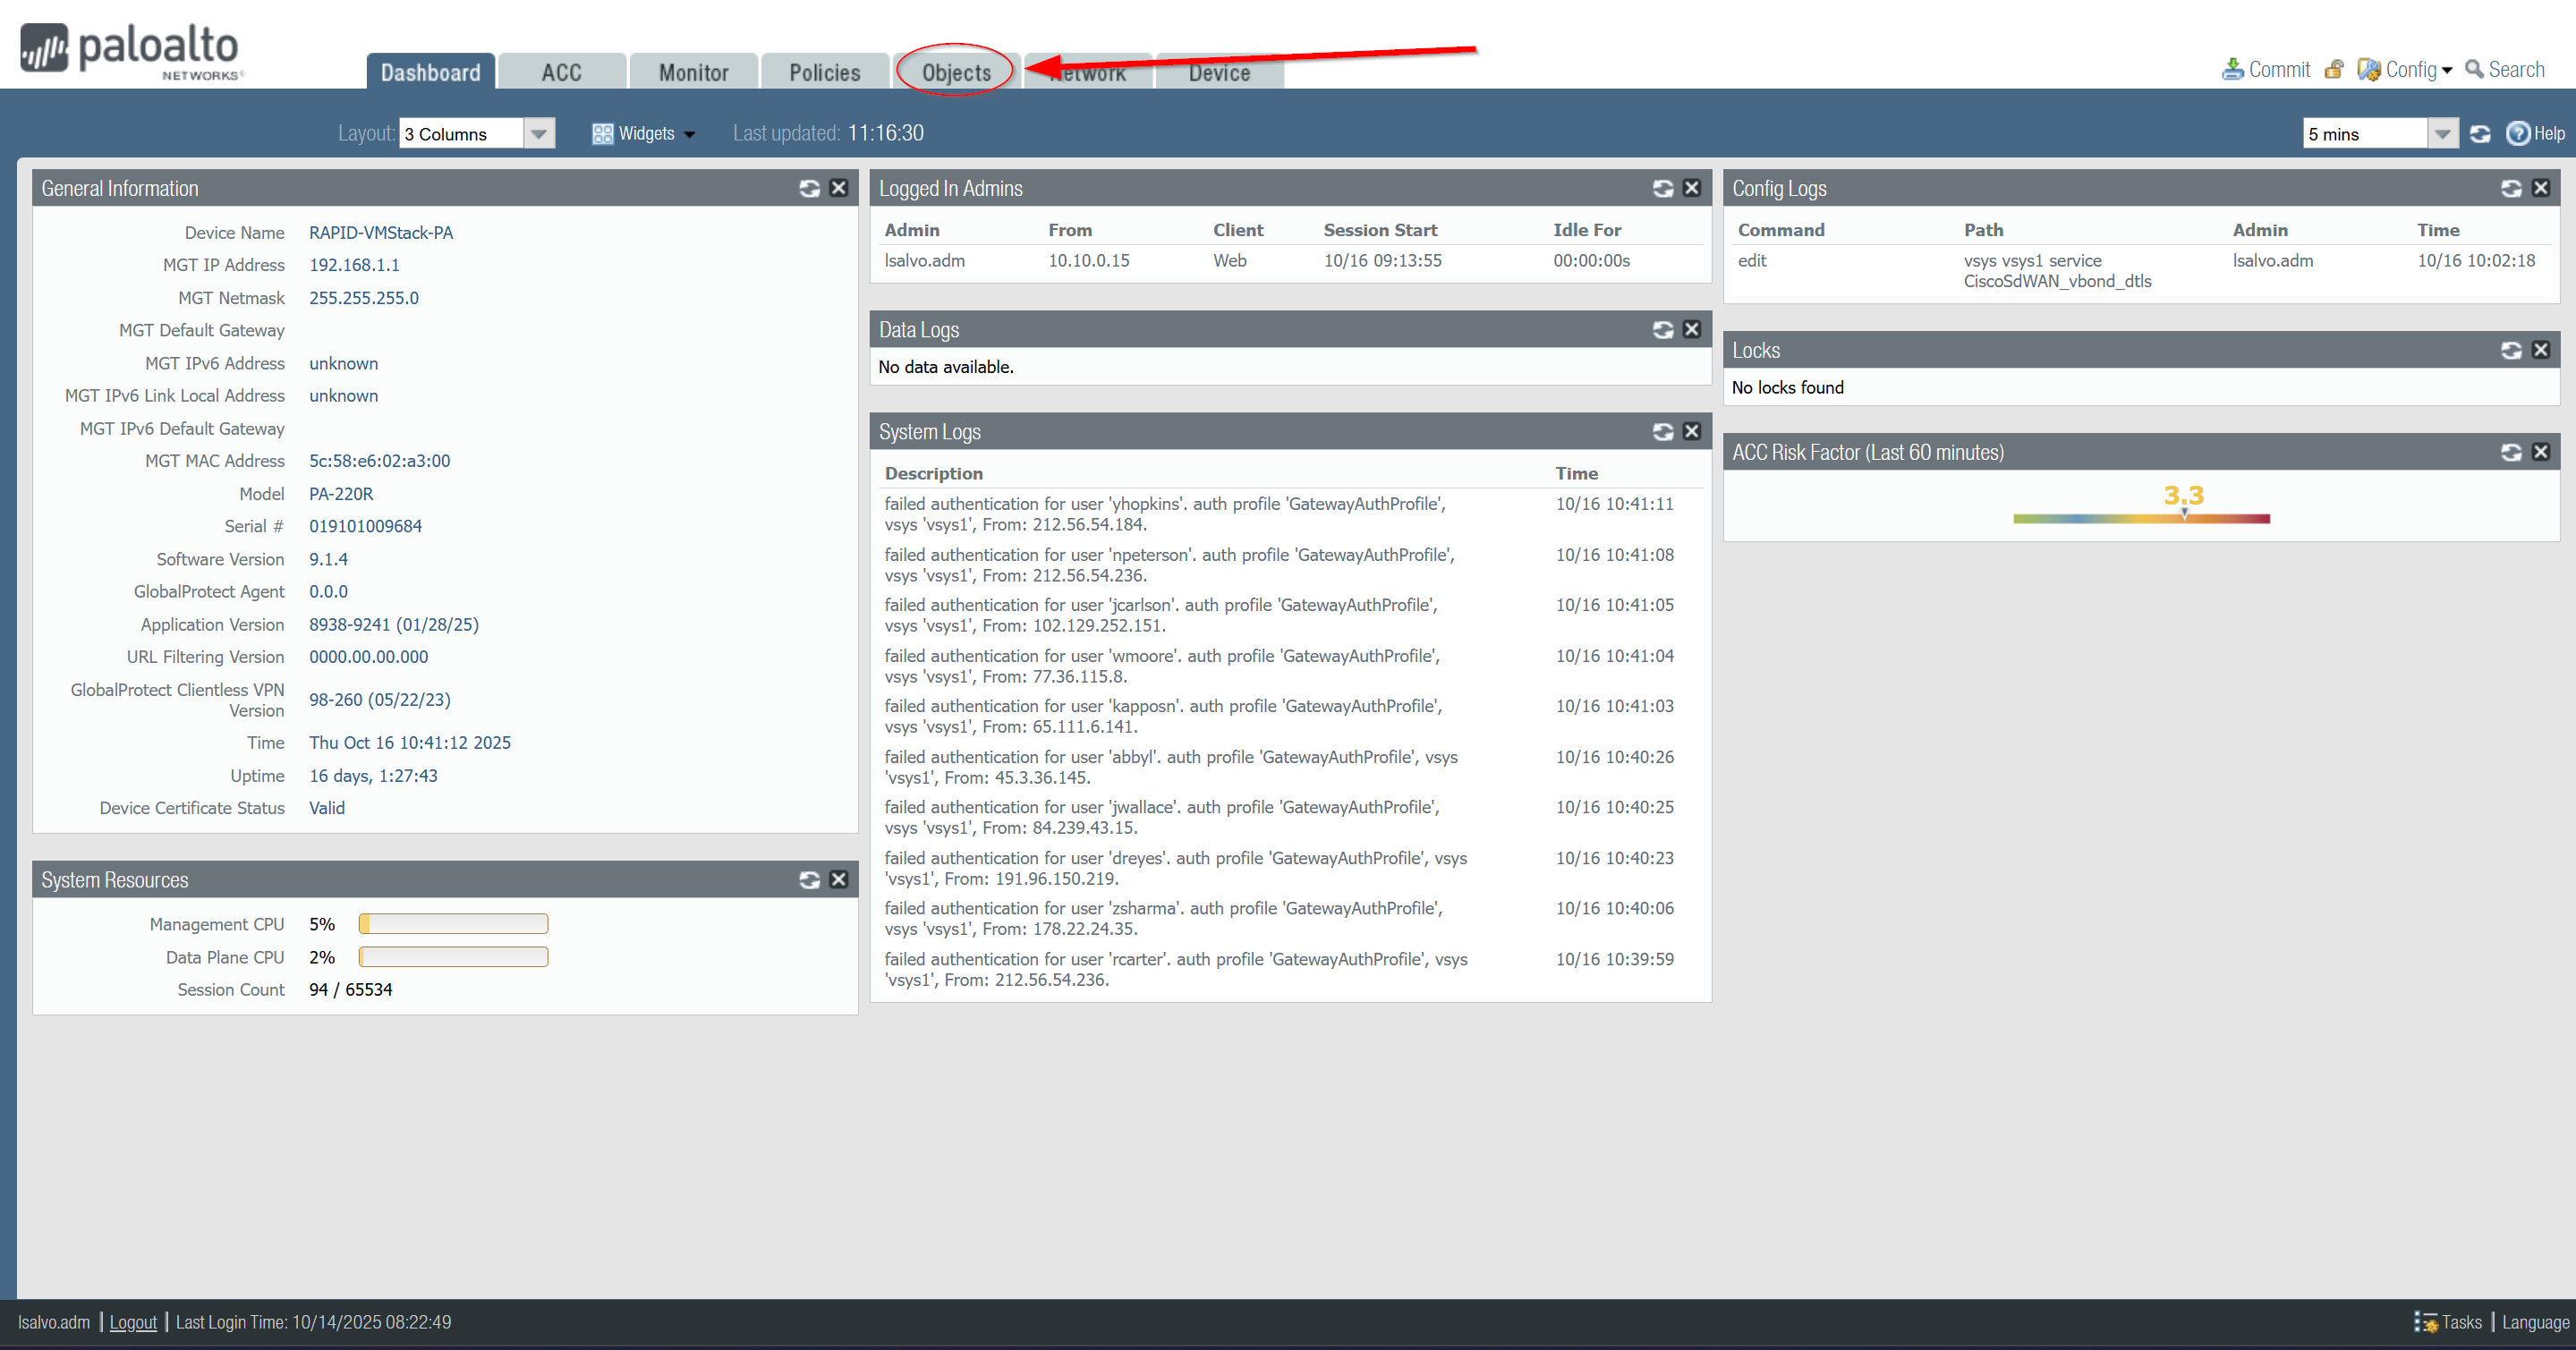 paloalto
NETWORKS®
Dashboard ACC Monitor Policies Objects Network Device
Commit Config Search
Layout: 3 Columns Widgets Last updated: 11:16:30
5 mins Help
General Information
Device Name RAPID-VMStack-PA
MGT IP Address 192.168.1.1
MGT Netmask 255.255.255.0
MGT Default Gateway
MGT IPv6 Address unknown
MGT IPv6 Link Local Address unknown
MGT IPv6 Default Gateway
MGT MAC Address 5c:58:e6:02:a3:00
Model PA-220R
Serial # 019101009684
Software Version 9.1.4
GlobalProtect Agent 0.0.0
Application Version 8938-9241 (01/28/25)
URL Filtering Version 0000.00.00.000
GlobalProtect Clientless VPN
Version 98-260 (05/22/23)
Time Thu Oct 16 10:41:12 2025
Uptime 16 days, 1:27:43
Device Certificate Status Valid
System Resources
Management CPU 5%
Data Plane CPU 2%
Session Count 94 / 65534
Logged In Admins
Admin From Client Session Start Idle For
lsalvo.adm 10.10.0.15 Web 10/16 09:13:55 00:00:00s
Data Logs
No data available.
System Logs
Description Time
failed authentication for user 'yhopkins'. auth profile 'GatewayAuthProfile', 10/16 10:41:11
vsys 'vsys1', From: 212.56.54.184.
failed authentication for user 'npeterson'. auth profile 'GatewayAuthProfile', 10/16 10:41:08
vsys 'vsys1', From: 212.56.54.236.
failed authentication for user 'jcarlson'. auth profile 'GatewayAuthProfile', 10/16 10:41:05
vsys 'vsys1', From: 102.129.252.151.
failed authentication for user 'wmoore'. auth profile 'GatewayAuthProfile', 10/16 10:41:04
vsys 'vsys1', From: 77.36.115.8.
failed authentication for user 'kapposn'. auth profile 'GatewayAuthProfile', 10/16 10:41:03
vsys 'vsys1', From: 65.111.6.141.
failed authentication for user 'abbyl'. auth profile 'GatewayAuthProfile', vsys 10/16 10:40:26
'vsys1', From: 45.3.36.145.
failed authentication for user 'jwallace'. auth profile 'GatewayAuthProfile', 10/16 10:40:25
vsys 'vsys1', From: 84.239.43.15.
failed authentication for user 'dreyes'. auth profile 'GatewayAuthProfile', vsys 10/16 10:40:23
'vsys1', From: 191.96.150.219.
failed authentication for user 'zsharma'. auth profile 'GatewayAuthProfile', 10/16 10:40:06
vsys 'vsys1', From: 178.22.24.35.
failed authentication for user 'rcarter'. auth profile 'GatewayAuthProfile', vsys 10/16 10:39:59
'vsys1', From: 212.56.54.236.
Config Logs
Command Path Admin Time
edit vsys vsys1 service lsalvo.adm 10/16 10:02:18
CiscoSdWAN_vbond_dtls
Locks
No locks found
ACC Risk Factor (Last 60 minutes)
3.3
lsalvo.adm | Logout | Last Login Time: 10/14/2025 08:22:49
Tasks | Language